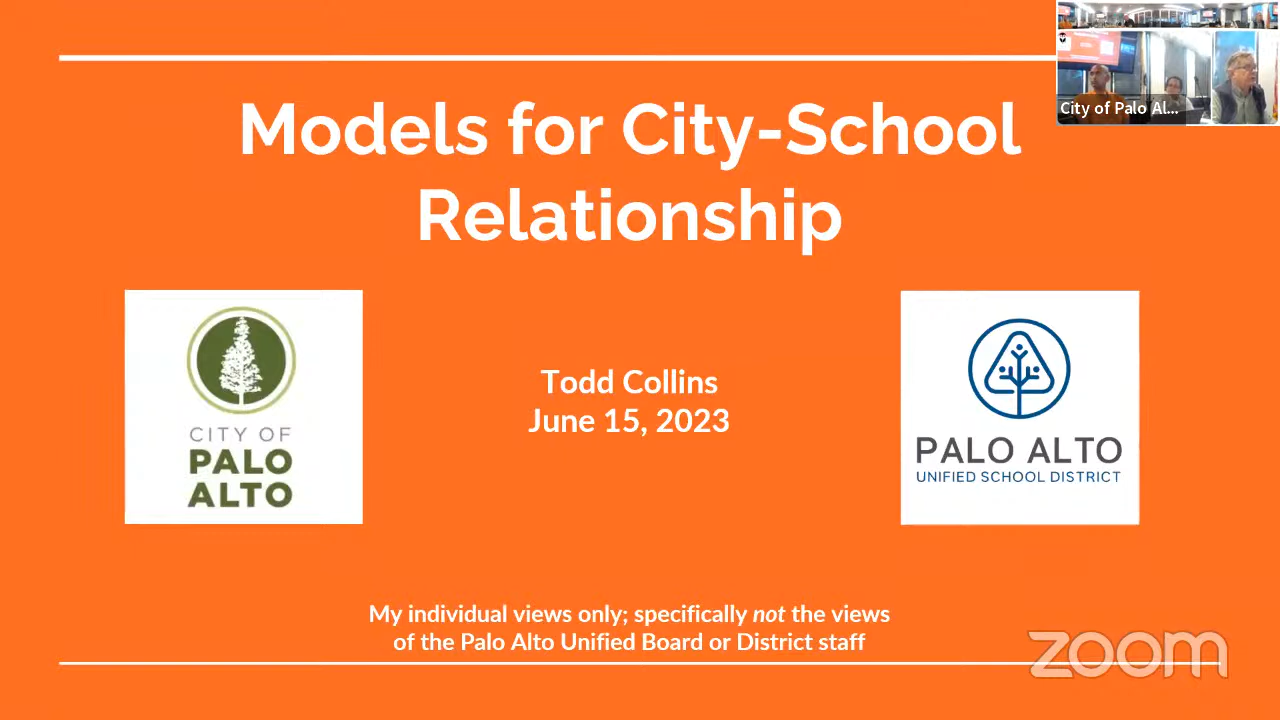 Models for City-School
Relationship
City of Palo Al...
CITY OF
PALO
ALTO
Todd Collins
June 15, 2023
PALO ALTO
UNIFIED SCHOOL DISTRICT
My individual views only; specifically not the views
of the Palo Alto Unified Board or District staff
zoom